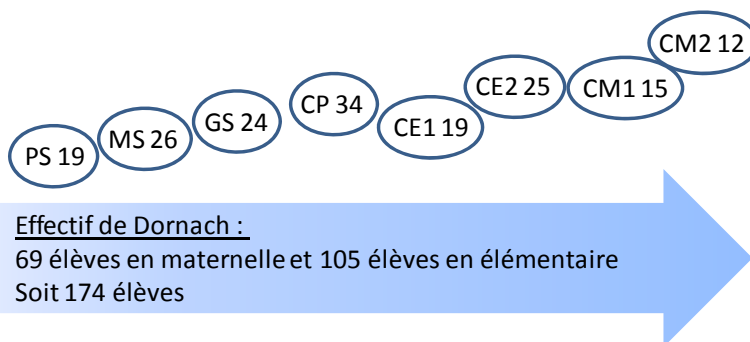 PS 19
MS 26
GS 24
CP 34
CE1 19
CE2 25
CM1 15
CM2 12
Effectif de Dornach :
69 élèves en maternelle et 105 élèves en élémentaire
Soit 174 élèves